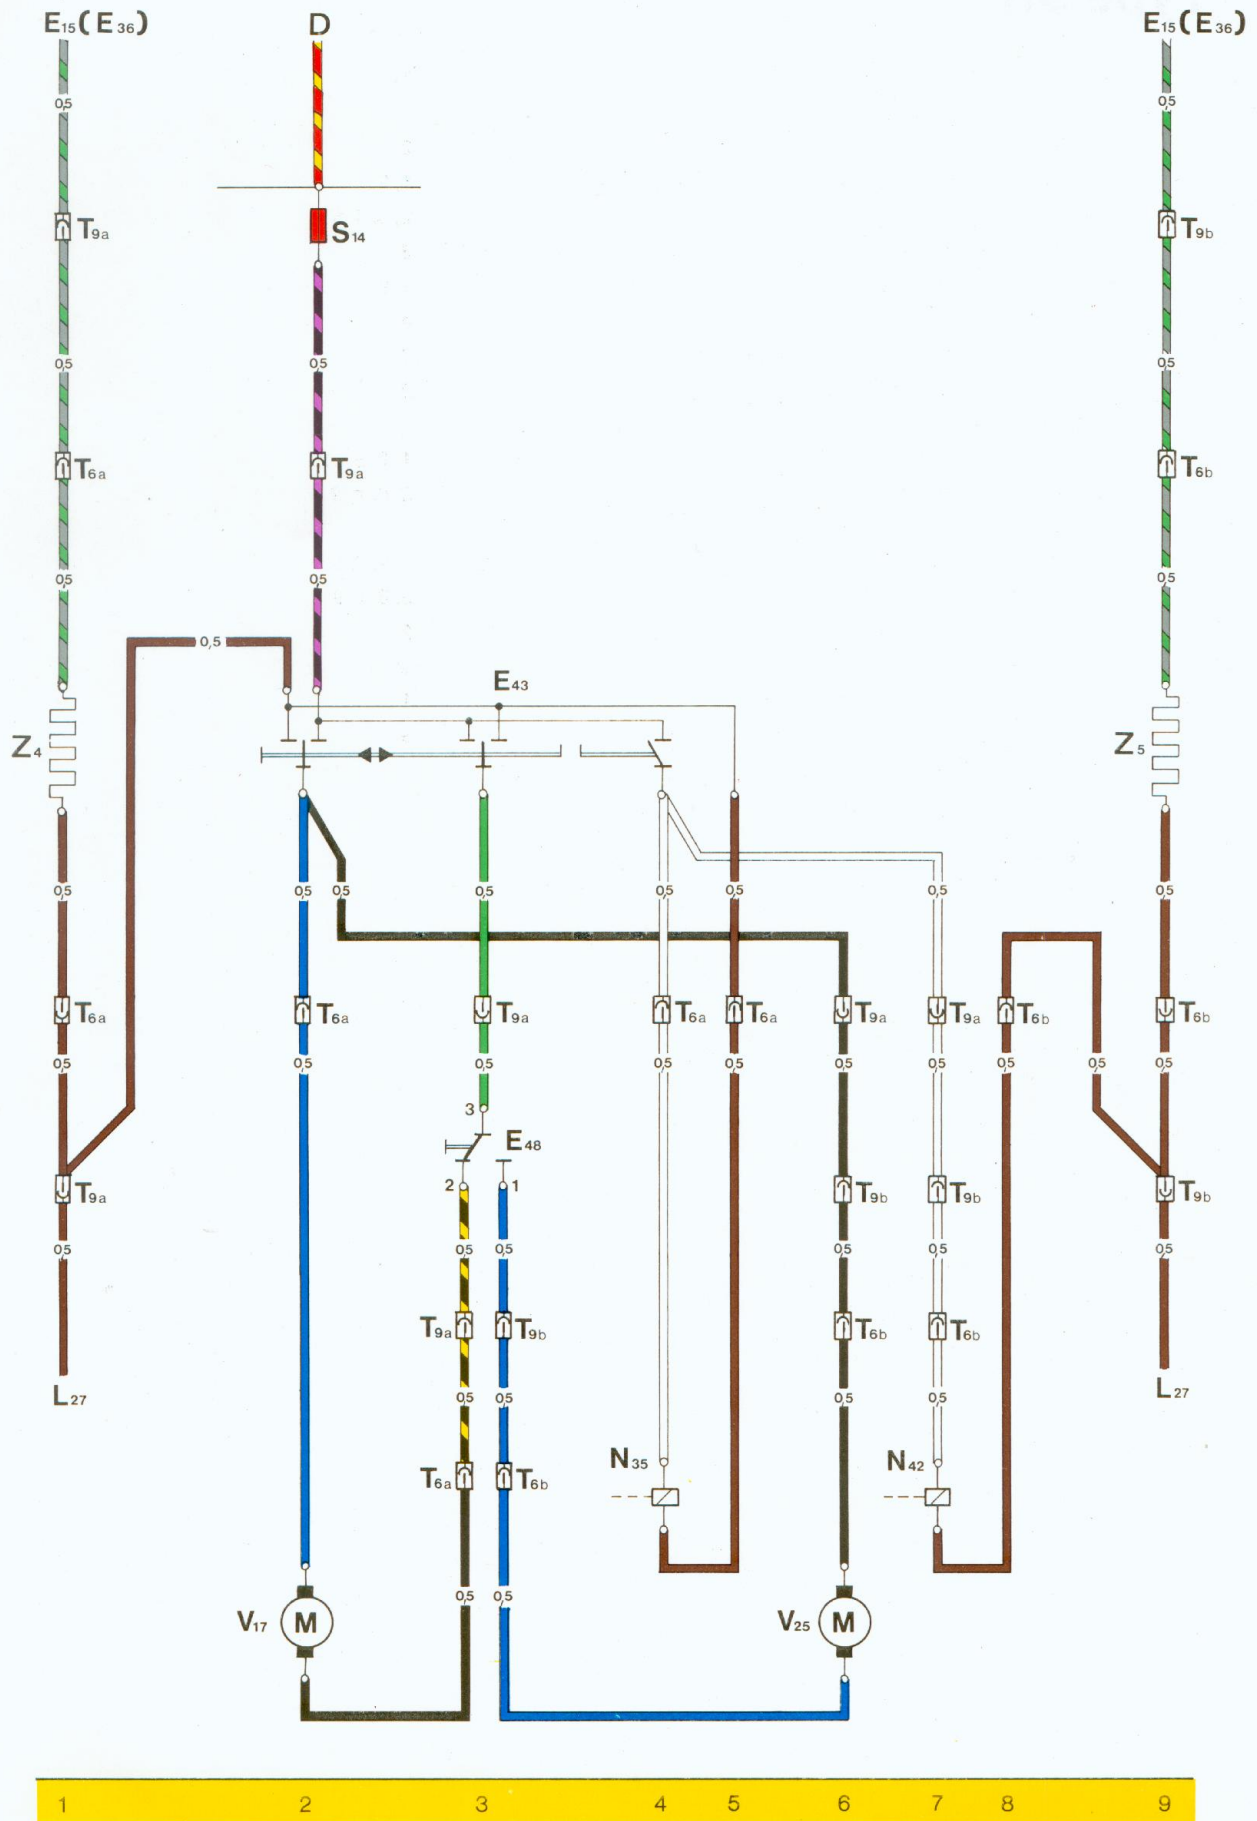 E15(E36) D E15(E36)
0,5 0,5
T9a S14 T9b
0,5 0,5 0,5
T6a T9a T6b
0,5 0,5 0,5
0,5
E43
Z4 Z5
0,5 0,5 0,5 0,5 0,5 0,5 0,5 0,5
T6a T6a T9a T6a T6a T9a T9a T6b T6b
0,5 0,5 0,5 0,5 0,5 0,5 0,5 0,5 0,5 0,5
3
E48
2 1
T9a T9b T9b T9b
0,5 0,5 0,5 0,5 0,5 0,5
T9a T9b T6b T6b
L27 0,5 0,5 0,5 0,5 L27
N35 N42
T6a T6b
0,5 0,5
V17 M V25 M
1 2 3 4 5 6 7 8 9